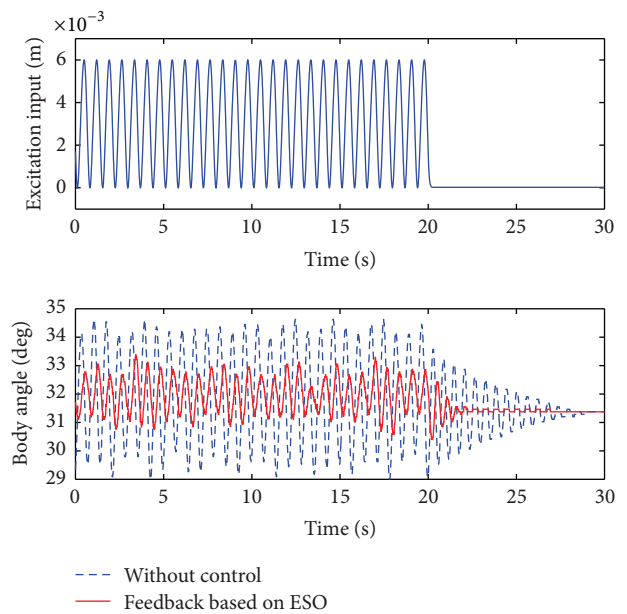 ×10⁻³
Excitation input (m)
6
4
2
0
0 5 10 15 20 25 30
Time (s)
Body angle (deg)
35
34
33
32
31
30
29
0 5 10 15 20 25 30
Time (s)
Without control
Feedback based on ESO